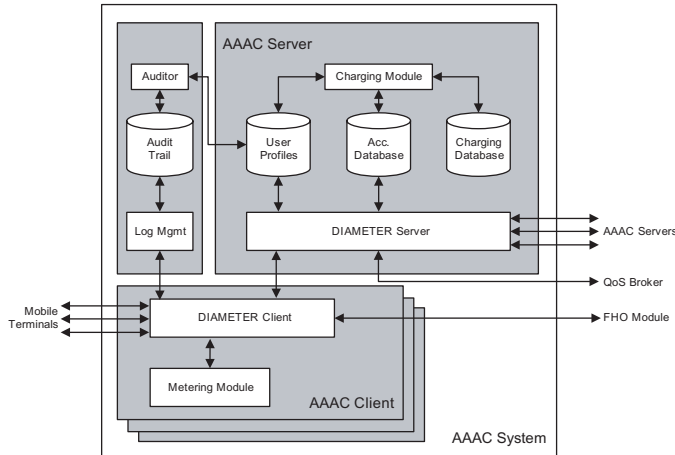 AAAC Server
Auditor
Charging Module
Audit
Trail
User
Profiles
Acc.
Database
Charging
Database
Log Mgmt
DIAMETER Server
AAAC Servers
QoS Broker
Mobile
Terminals
DIAMETER Client
FHO Module
Metering Module
AAAC Client
AAAC System